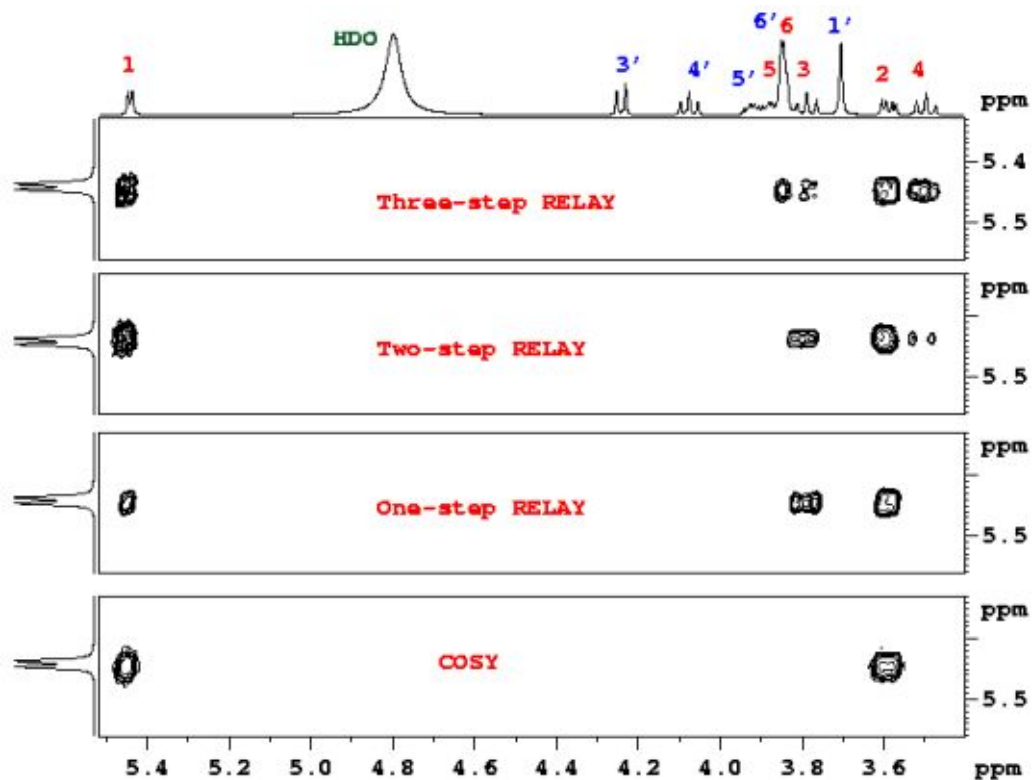 HDO
6' 6 1'
1 3' 4' 5' 5 3 2 4
ppm
5.4
Three-step RELAY
5.5
ppm
Two-step RELAY
5.5
ppm
One-step RELAY
5.5
ppm
COSY
5.5
5.4 5.2 5.0 4.8 4.6 4.4 4.2 4.0 3.8 3.6 ppm